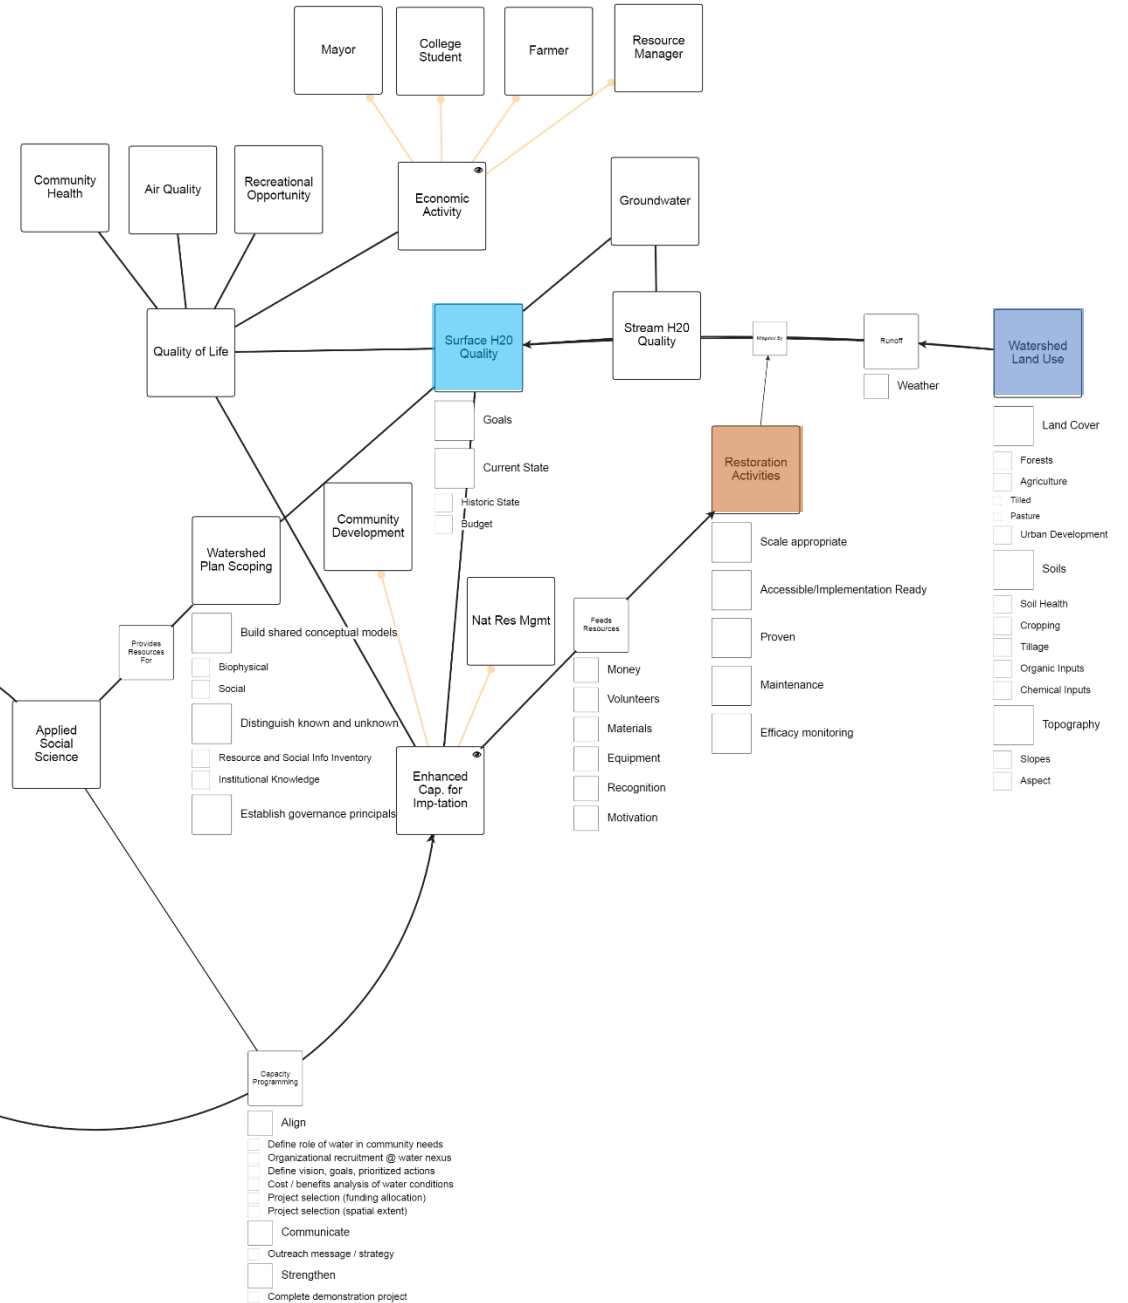 Mayor
College
Student
Farmer
Resource
Manager
Community
Health
Air Quality
Recreational
Opportunity
Economic
Activity
Groundwater
Quality of Life
Surface H20
Quality
Stream H20
Quality
Mitigated By
Runoff
Watershed
Land Use
Weather
Goals
Current State
Historic State
Budget
Land Cover
Forests
Agriculture
Tilled
Pasture
Urban Development
Soils
Soil Health
Cropping
Tillage
Organic Inputs
Chemical Inputs
Topography
Slopes
Aspect
Restoration
Activities
Scale appropriate
Accessible/Implementation Ready
Proven
Maintenance
Efficacy monitoring
Community
Development
Watershed
Plan Scoping
Nat Res Mgmt
Feeds
Resources
Money
Volunteers
Materials
Equipment
Recognition
Motivation
Provides
Resources
For
Build shared conceptual models
Biophysical
Social
Distinguish known and unknown
Resource and Social Info Inventory
Institutional Knowledge
Establish governance principals
Applied
Social
Science
Enhanced
Cap. for
Imp-tation
Capacity
Programming
Align
Define role of water in community needs
Organizational recruitment @ water nexus
Define vision, goals, prioritized actions
Cost / benefits analysis of water conditions
Project selection (funding allocation)
Project selection (spatial extent)
Communicate
Outreach message / strategy
Strengthen
Complete demonstration project